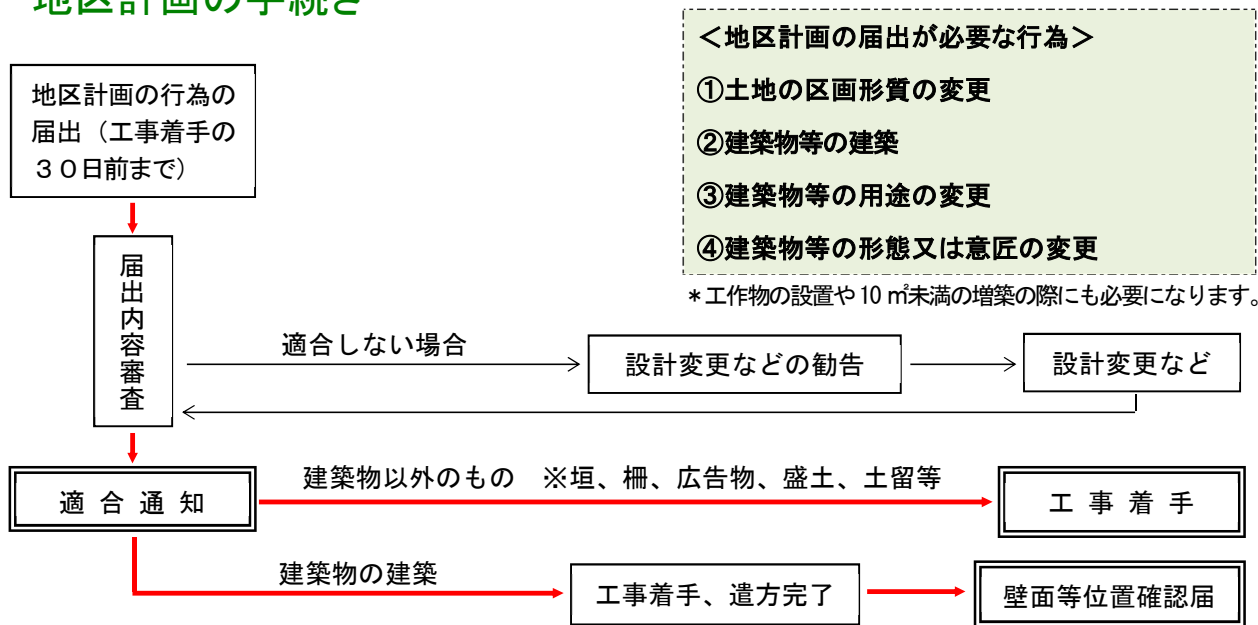 地区計画の手続き
＜地区計画の届出が必要な行為＞
①土地の区画形質の変更
②建築物等の建築
③建築物等の用途の変更
④建築物等の形態又は意匠の変更
＊工作物の設置や10㎡未満の増築の際にも必要になります。
地区計画の行為の
届出（工事着手の
３０日前まで）
届出内容審査
適合しない場合
設計変更などの勧告
設計変更など
適合通知
建築物以外のもの　※垣、柵、広告物、盛土、土留等
工事着手
建築物の建築
工事着手、遣方完了
壁面等位置確認届